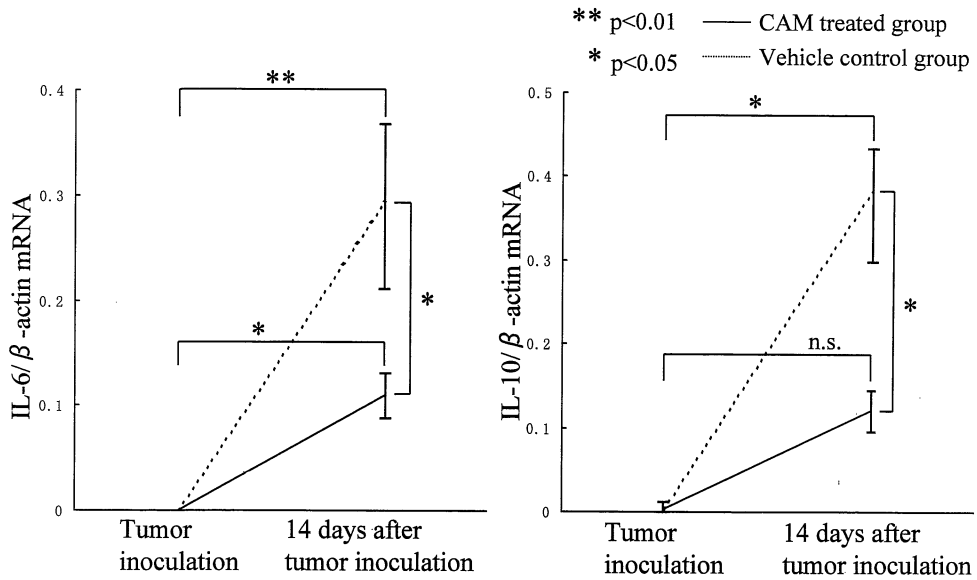 ** p<0.01
CAM treated group
* p<0.05
Vehicle control group
IL-6/β-actin mRNA
0.4
0.3
0.2
0.1
0
**
*
*
Tumor
inoculation
14 days after
tumor inoculation
IL-10/β-actin mRNA
0.5
0.4
0.3
0.2
0.1
0
*
n.s.
*
Tumor
inoculation
14 days after
tumor inoculation